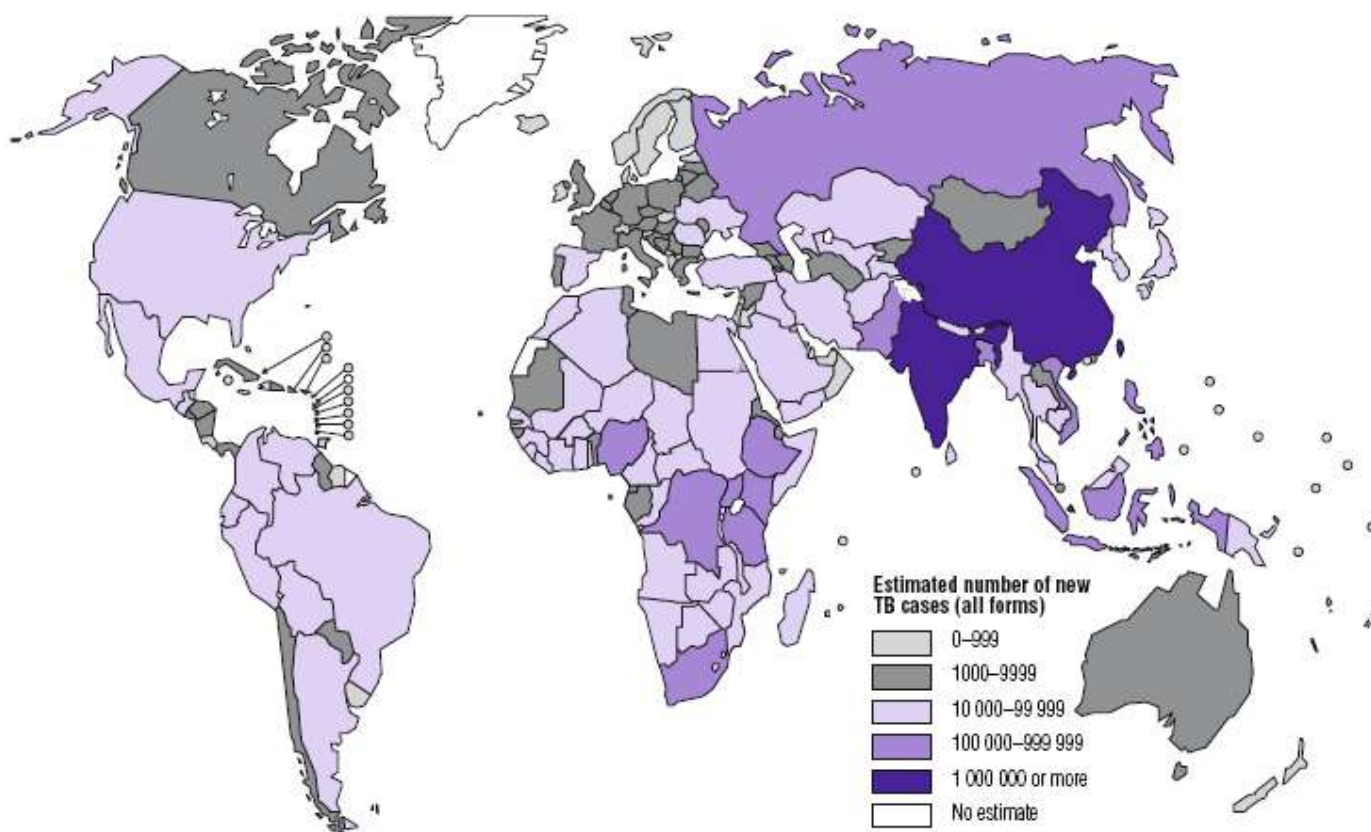 Estimated number of new
TB cases (all forms)
0–999
1000–9999
10 000–99 999
100 000–999 999
1 000 000 or more
No estimate